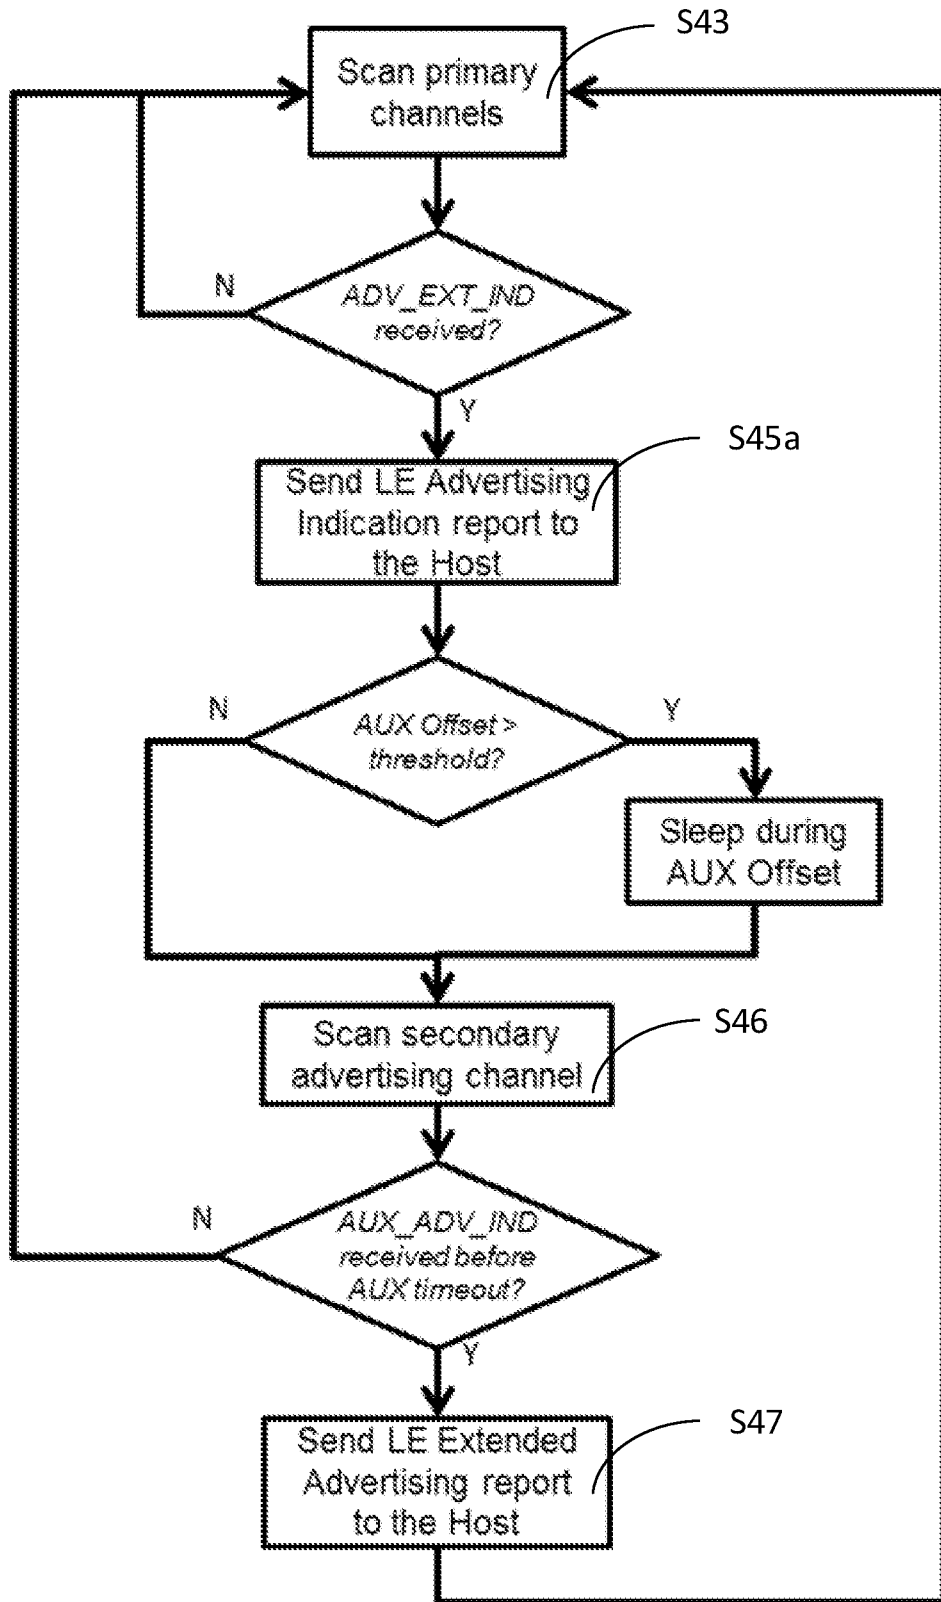 S43
Scan primary
channels
N
ADV_EXT_IND
received?
Y
S45a
Send LE Advertising
Indication report to
the Host
N
AUX Offset >
threshold?
Y
Sleep during
AUX Offset
S46
Scan secondary
advertising channel
N
AUX_ADV_IND
received before
AUX timeout?
Y
S47
Send LE Extended
Advertising report
to the Host